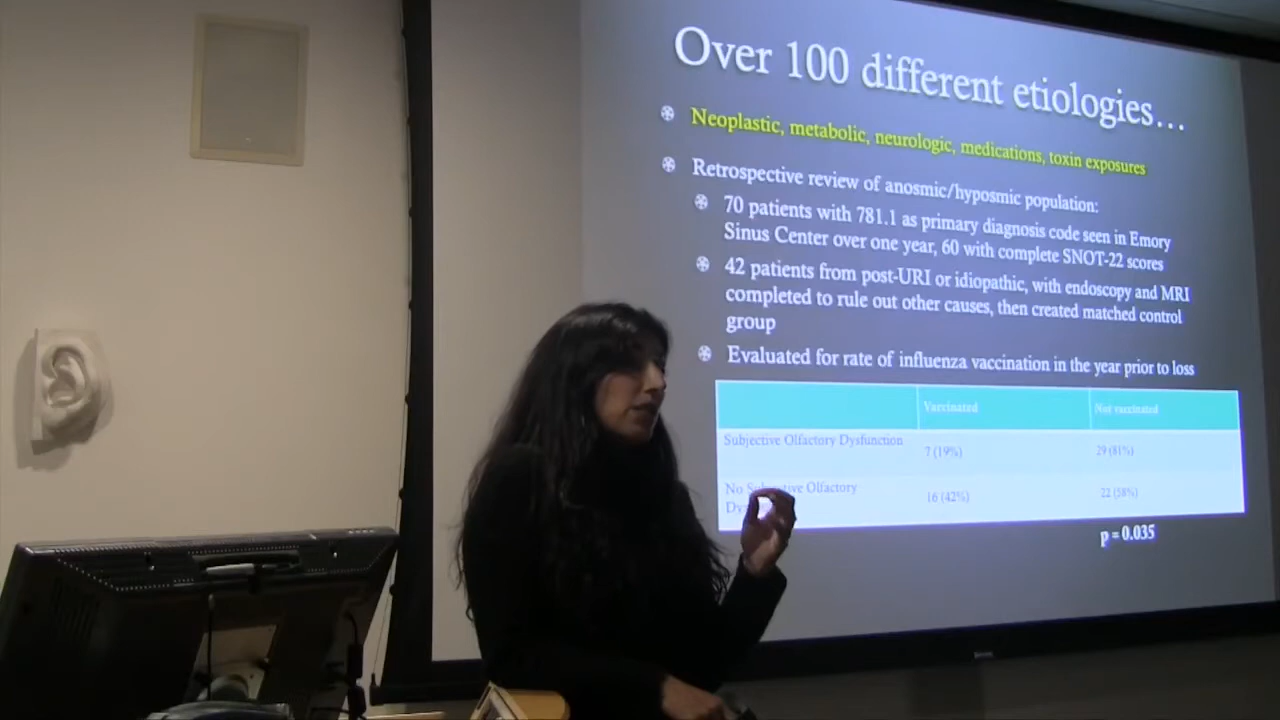 Over 100 different etiologies...
Neoplastic, metabolic, neurologic, medications, toxin exposures
Retrospective review of anosmic/hyposmic population:
70 patients with 781.1 as primary diagnosis code seen in Emory
Sinus Center over one year, 60 with complete SNOT-22 scores
42 patients from post-URI or idiopathic, with endoscopy and MRI
completed to rule out other causes, then created matched control
group
Evaluated for rate of influenza vaccination in the year prior to loss
Vaccinated Not vaccinated
Subjective Olfactory Dysfunction 7 (19%) 29 (81%)
No Subjective Olfactory
16 (42%) 22 (58%)
p = 0.035